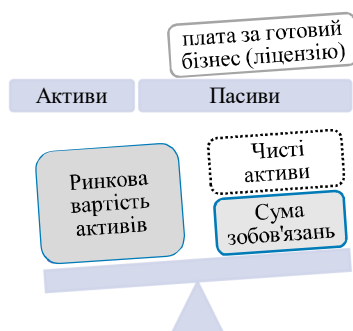 плата за готовий
бізнес (ліцензію)
Активи
Пасиви
Ринкова
вартість
активів
Чисті
активи
Сума
зобов'язань